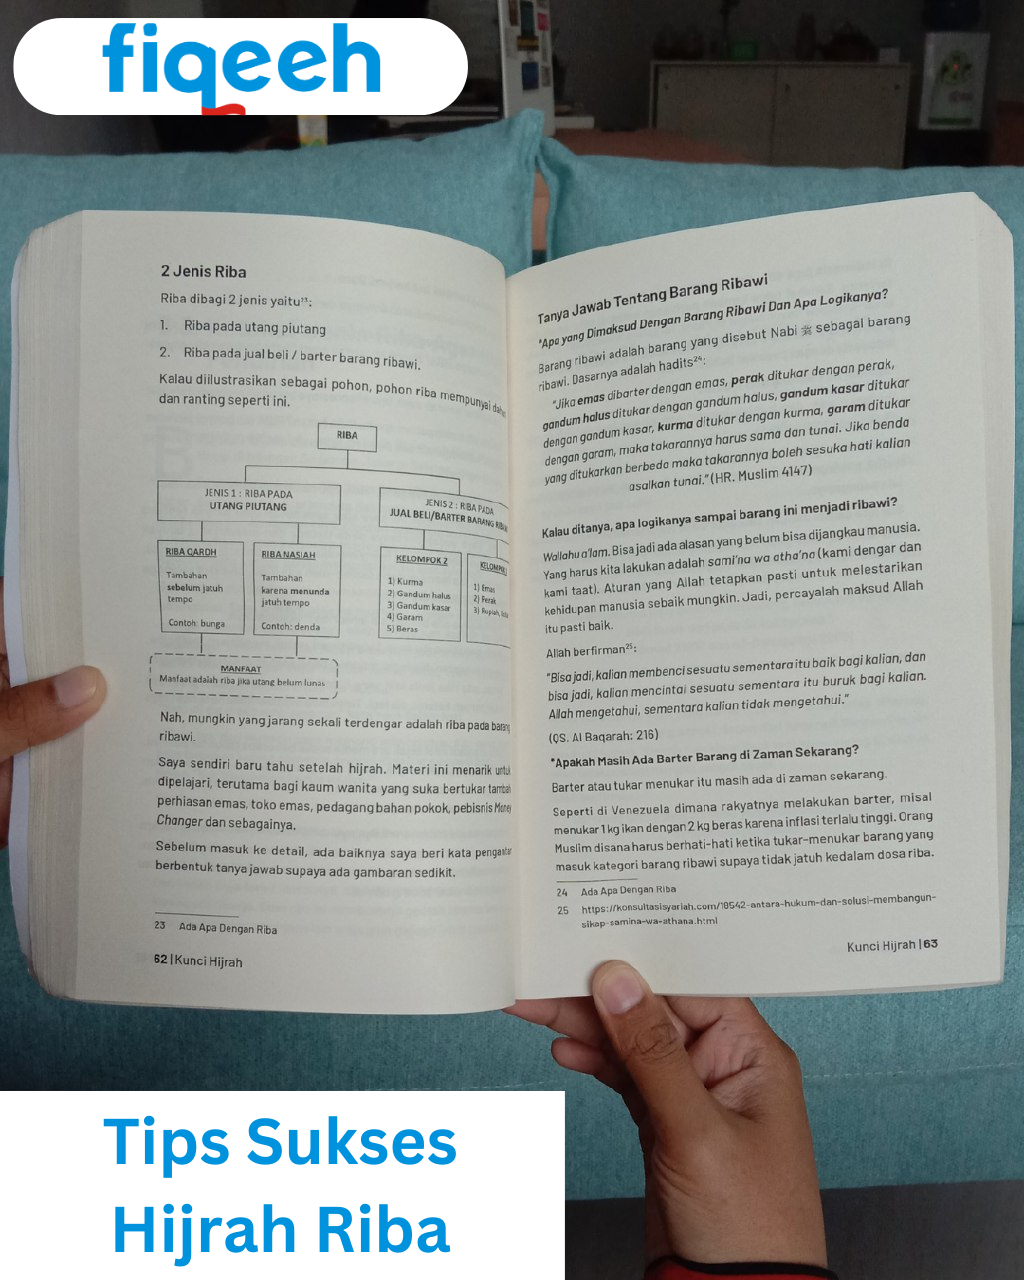 fiqeeh
2 Jenis Riba
Riba dibagi 2 jenis yaitu²³:
1. Riba pada utang piutang
2. Riba pada jual beli / barter barang ribawi.
Kalau diilustrasikan sebagai pohon, pohon riba mempunyai
dan ranting seperti ini.
RIBA
JENIS 1 : RIBA PADA
UTANG PIUTANG
JENIS 2 : RIBA PADA
JUAL BELI/BARTER BARANG
RIBA QARDH
Tambahan
sebelum jatuh
tempo
Contoh: bunga
RIBA NASIAH
Tambahan
karena menunda
jatuh tempo
Contoh: denda
KELOMPOK 2
1) Kurma
2) Gandum halus
3) Gandum kasar
4) Garam
5) Beras
KELOMPOK
1) Emas
2) Perak
3) Rupiah,
MANFAAT
Manfaat adalah riba jika utang belum lunas
Nah, mungkin yang jarang sekali terdengar adalah riba pada barang
ribawi.
Saya sendiri baru tahu setelah hijrah. Materi ini menarik untuk
dipelajari, terutama bagi kaum wanita yang suka bertukar tambah
perhiasan emas, toko emas, pedagang bahan pokok, pebisnis Money
Changer dan sebagainya.
Sebelum masuk ke detail, ada baiknya saya beri kata pengantar
berbentuk tanya jawab supaya ada gambaran sedikit.
23 Ada Apa Dengan Riba
62 | Kunci Hijrah
Tanya Jawab Tentang Barang Ribawi
*Apa yang Dimaksud Dengan Barang Ribawi Dan Apa Logikanya?
Barang ribawi adalah barang yang disebut Nabi ﷺ sebagai barang
ribawi. Dasarnya adalah hadits²⁴:
"Jika emas dibarter dengan emas, perak ditukar dengan perak,
gandum halus ditukar dengan gandum halus, gandum kasar ditukar
dengan gandum kasar, kurma ditukar dengan kurma, garam ditukar
dengan garam, maka takarannya harus sama dan tunai. Jika benda
yang ditukarkan berbeda maka takarannya boleh sesuka hati kalian
asalkan tunai." (HR. Muslim 4147)
Kalau ditanya, apa logikanya sampai barang ini menjadi ribawi?
Wallahu a'lam. Bisa jadi ada alasan yang belum bisa dijangkau manusia.
Yang harus kita lakukan adalah sami'na wa atha'na (kami dengar dan
kami taat). Aturan yang Allah tetapkan pasti untuk melestarikan
kehidupan manusia sebaik mungkin. Jadi, percayalah maksud Allah
itu pasti baik.
Allah berfirman²⁵:
"Bisa jadi, kalian membenci sesuatu sementara itu baik bagi kalian, dan
bisa jadi, kalian mencintai sesuatu sementara itu buruk bagi kalian.
Allah mengetahui, sementara kalian tidak mengetahui."
(QS. Al Baqarah: 216)
*Apakah Masih Ada Barter Barang di Zaman Sekarang?
Barter atau tukar menukar itu masih ada di zaman sekarang.
Seperti di Venezuela dimana rakyatnya melakukan barter, misal
menukar 1 kg ikan dengan 2 kg beras karena inflasi terlalu tinggi. Orang
Muslim disana harus berhati-hati ketika tukar-menukar barang yang
masuk kategori barang ribawi supaya tidak jatuh kedalam dosa riba.
24 Ada Apa Dengan Riba
25 https://konsultasisyariah.com/18542-antara-hukum-dan-solusi-membangun-
sikap-samina-wa-athana.html
Kunci Hijrah | 63
Tips Sukses
Hijrah Riba